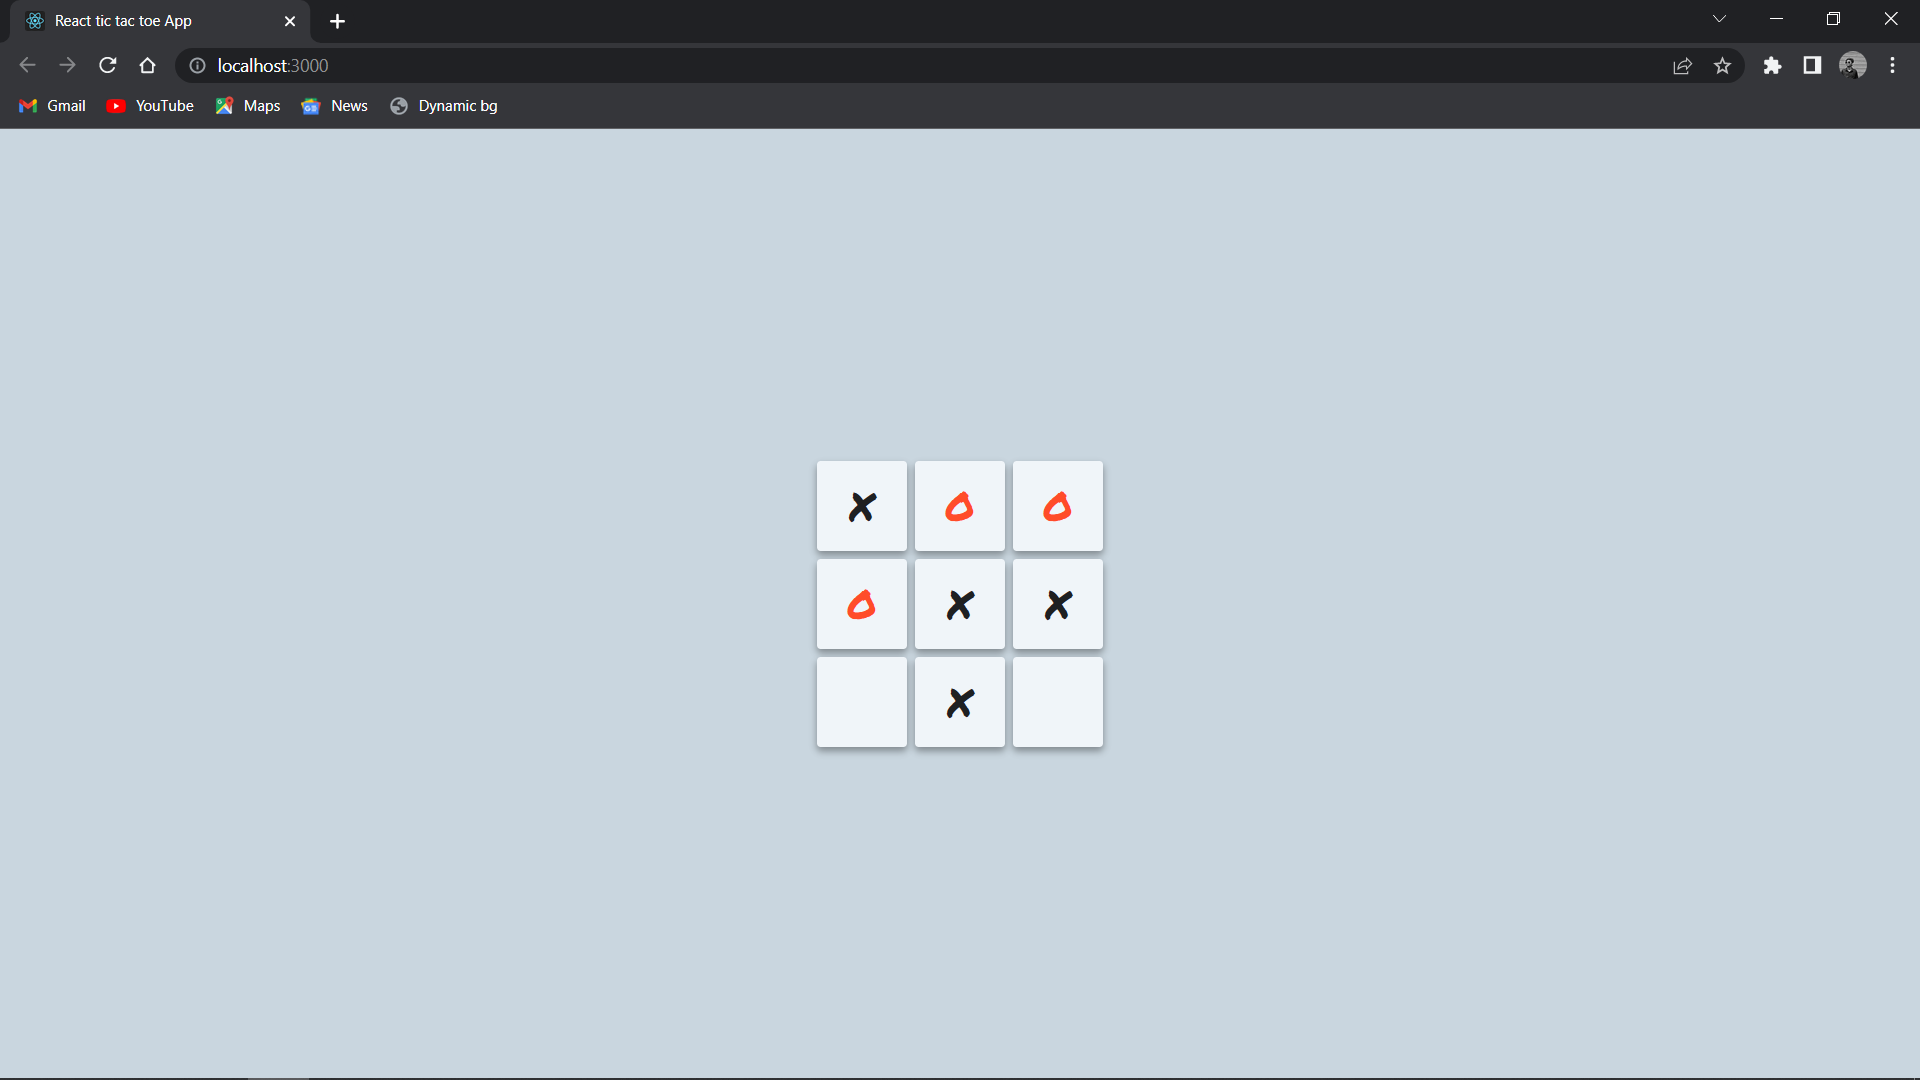 React tic tac toe App
localhost:3000
Gmail YouTube Maps News Dynamic bg
X O O
O X X
X